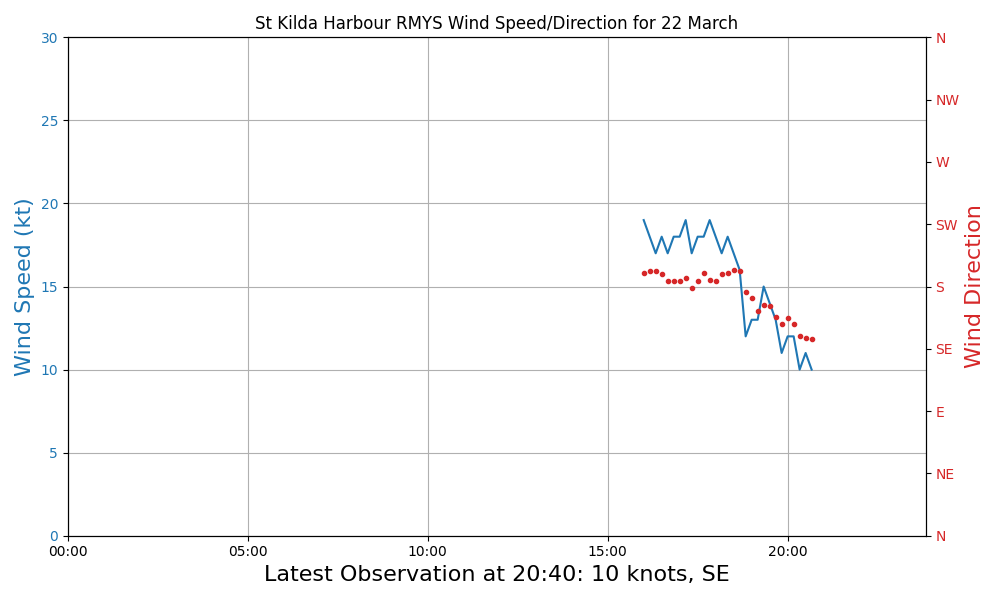 St Kilda Harbour RMYS Wind Speed/Direction for 22 March
30
25
20
15
10
5
0
Wind Speed (kt)
N
NW
W
SW
S
SE
E
NE
N
Wind Direction
00:00 05:00 10:00 15:00 20:00
Latest Observation at 20:40: 10 knots, SE